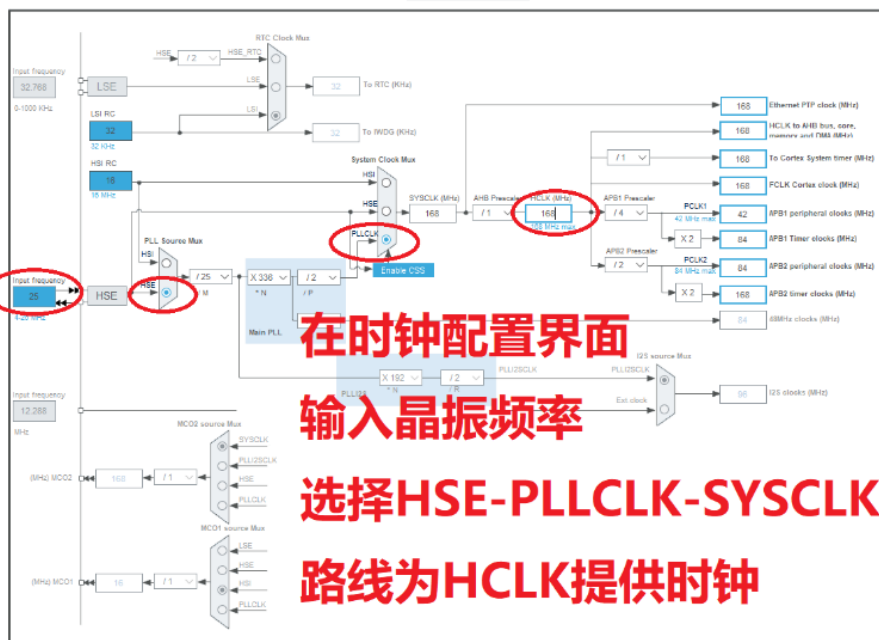 RTC Clock Mux
HSE
/ 2
HSE_RTC
Input frequency
32.768
LSE
LSE
32
To RTC (KHz)
0-1000 KHz
LSI RC
LSI
32
32
To IWDG (KHz)
32 KHz
HSI RC
16
16 MHz
System Clock Mux
HSI
HSE
PLLCLK
Enable CSS
SYSCLK (MHz)
168
AHB Prescaler
/ 1
HCLK (MHz)
168
168 MHz max
168
Ethernet PTP clock (MHz)
168
HCLK to AHB bus, core,
memory and DMA (MHz)
/ 1
168
To Cortex System timer (MHz)
168
FCLK Cortex clock (MHz)
APB1 Prescaler
/ 4
PCLK1
42 MHz max
42
APB1 peripheral clocks (MHz)
X 2
84
APB1 Timer clocks (MHz)
APB2 Prescaler
/ 2
PCLK2
84 MHz max
84
APB2 peripheral clocks (MHz)
X 2
168
APB2 timer clocks (MHz)
84
48MHz clocks (MHz)
PLL Source Mux
HSI
HSE
Input frequency
25
HSE
4-26 MHz
/ 25
/ M
X 336
* N
/ 2
/ P
Main PLL
X 192
* N
/ 2
/ R
PLLI2S
PLLI2SCLK
I2S source Mux
PLLI2SCLK
Ext.clock
96
I2S clocks (MHz)
Input frequency
12.288
MHz
MCO2 source Mux
SYSCLK
PLLI2SCLK
HSE
PLLCLK
(MHz) MCO2
168
/ 1
MCO1 source Mux
LSE
HSE
HSI
PLLCLK
(MHz) MCO1
16
/ 1
在时钟配置界面
输入晶振频率
选择HSE-PLLCLK-SYSCLK
路线为HCLK提供时钟